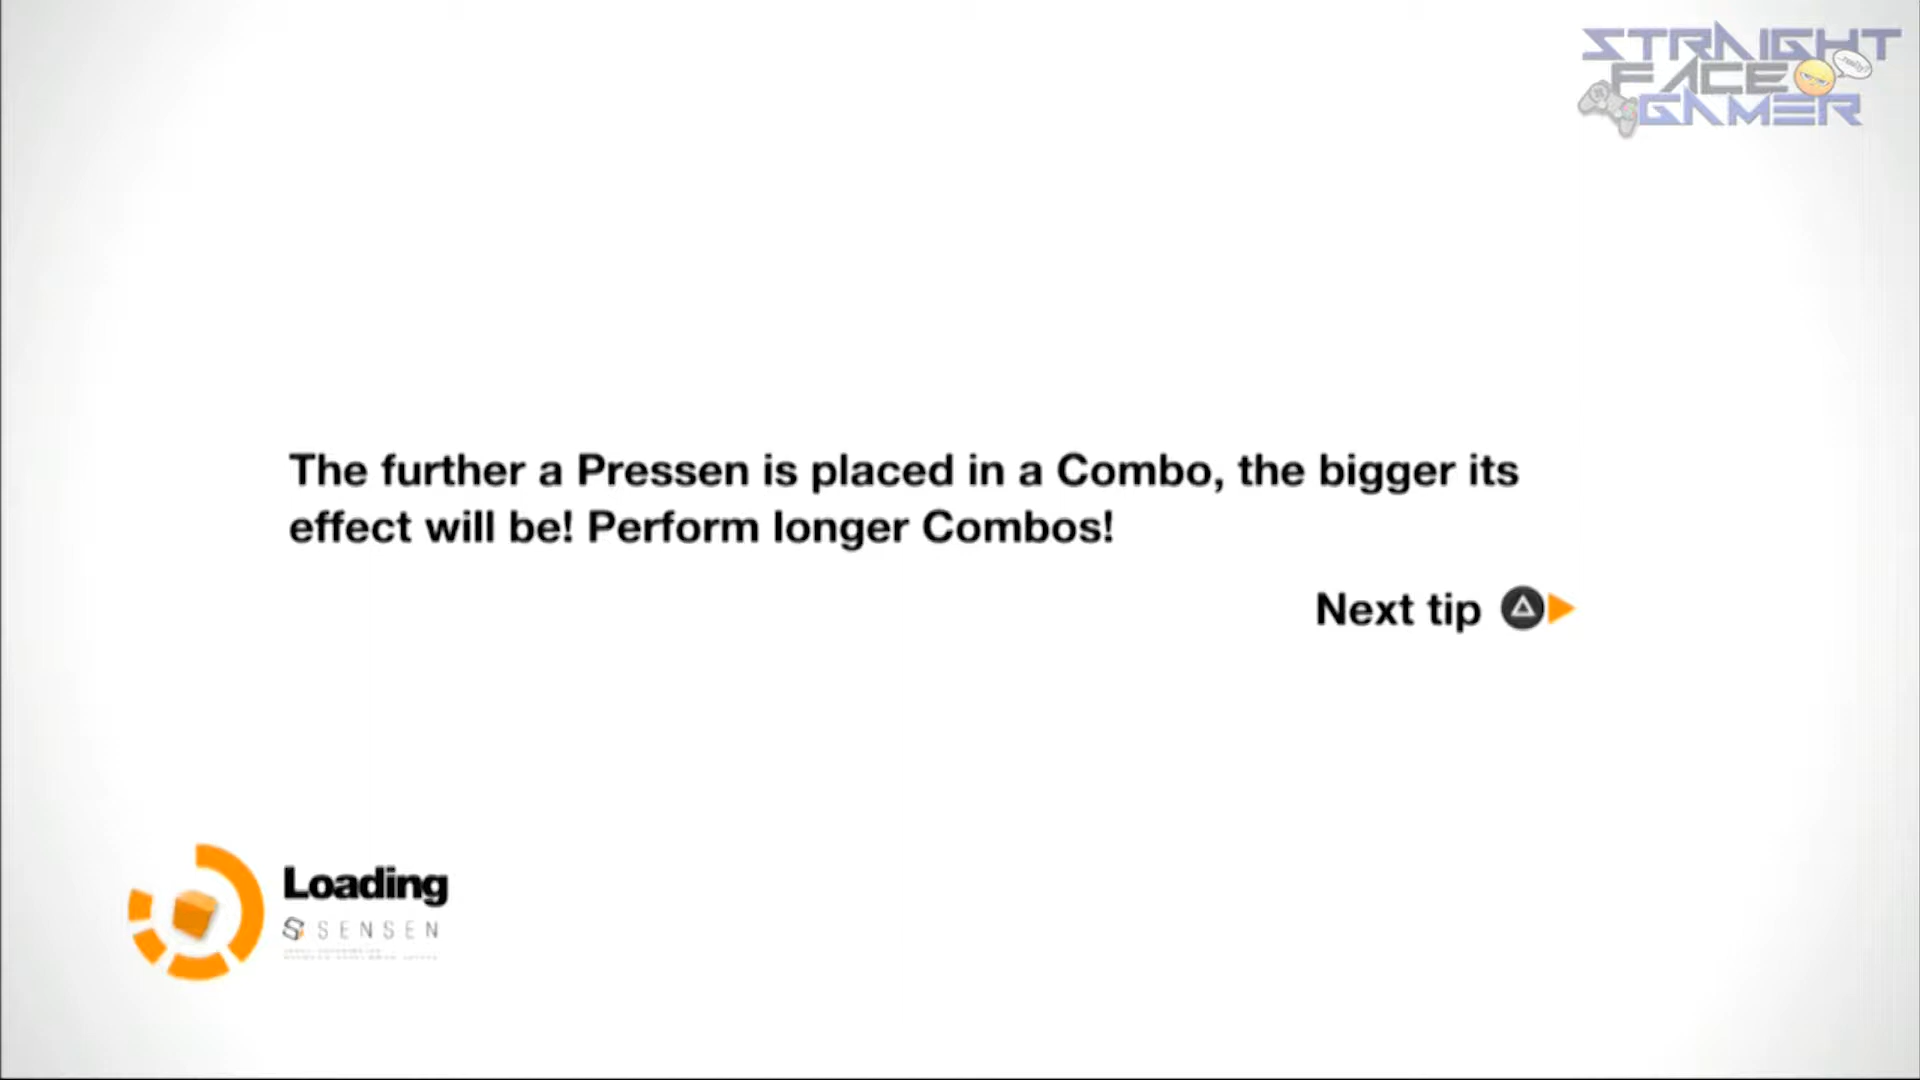 STRAIGHT
FACE
...really?
GAMER
The further a Pressen is placed in a Combo, the bigger its
effect will be! Perform longer Combos!
Next tip
Loading
SENSEN